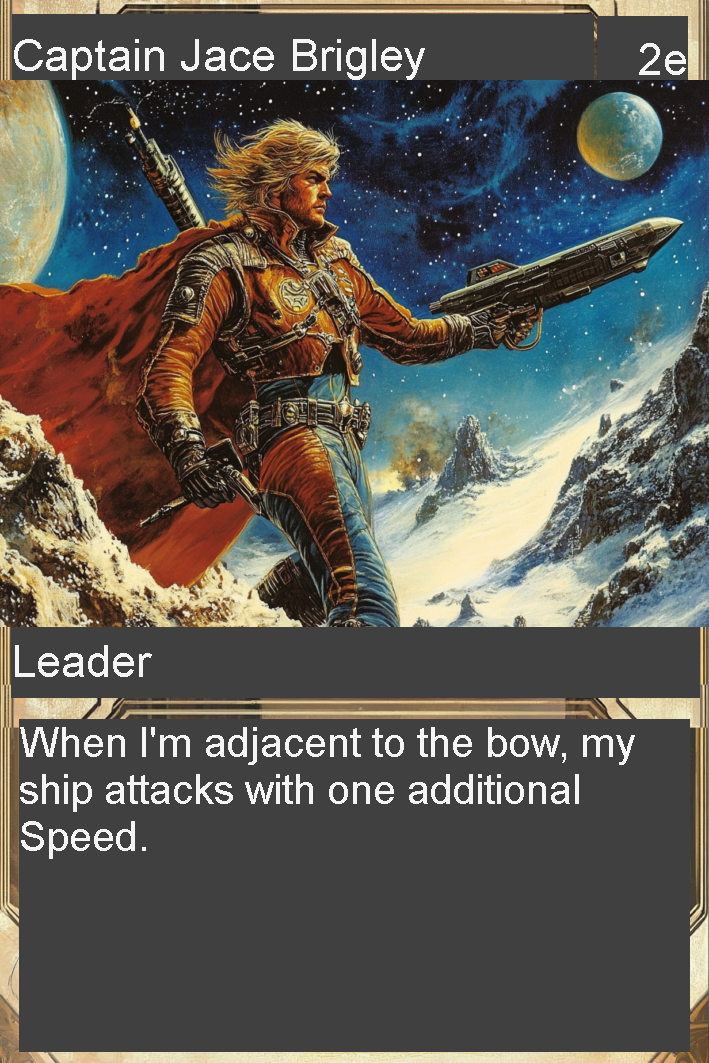 Captain Jace Brigley
2e
Leader
When I'm adjacent to the bow, my
ship attacks with one additional
Speed.